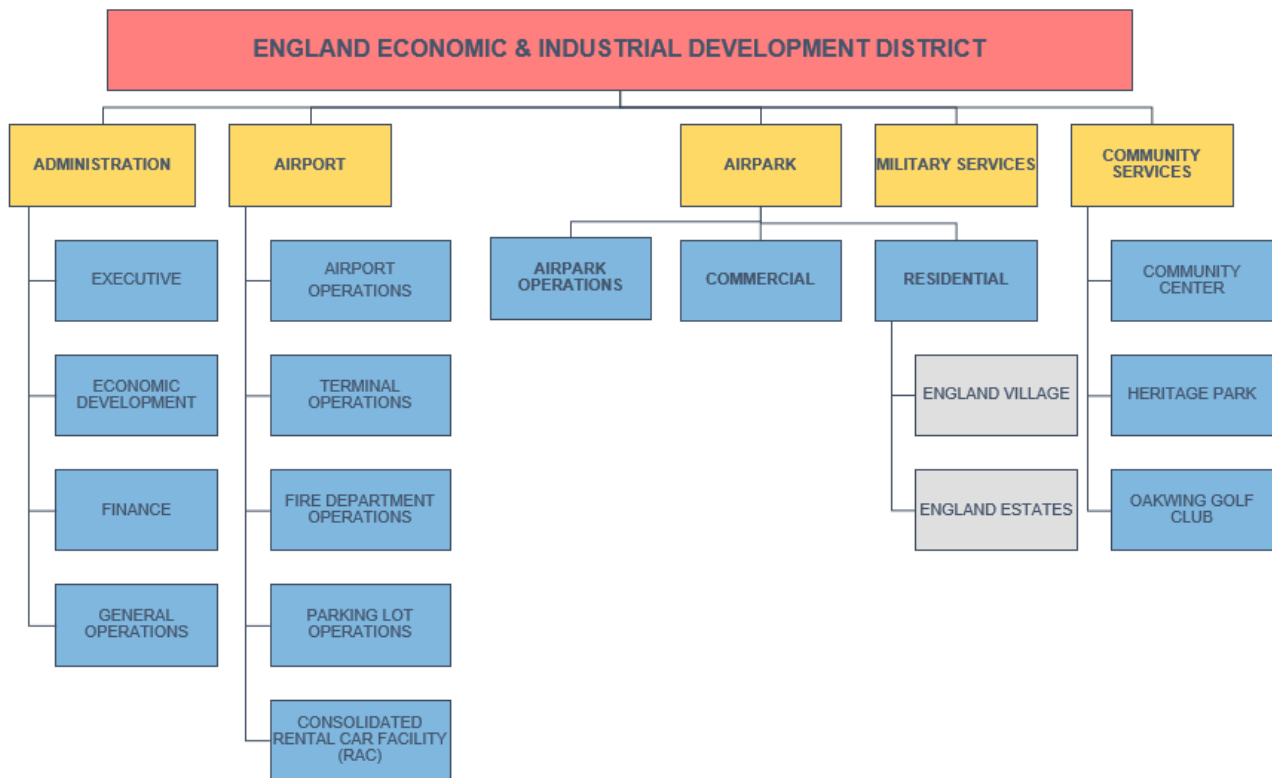 ENGLAND ECONOMIC & INDUSTRIAL DEVELOPMENT DISTRICT
ADMINISTRATION
AIRPORT
AIRPARK
MILITARY SERVICES
COMMUNITY
SERVICES
EXECUTIVE
ECONOMIC
DEVELOPMENT
FINANCE
GENERAL
OPERATIONS
AIRPORT
OPERATIONS
TERMINAL
OPERATIONS
FIRE DEPARTMENT
OPERATIONS
PARKING LOT
OPERATIONS
CONSOLIDATED
RENTAL CAR FACILITY
(RAC)
AIRPARK
OPERATIONS
COMMERCIAL
RESIDENTIAL
ENGLAND VILLAGE
ENGLAND ESTATES
COMMUNITY
CENTER
HERITAGE PARK
OAKWING GOLF
CLUB